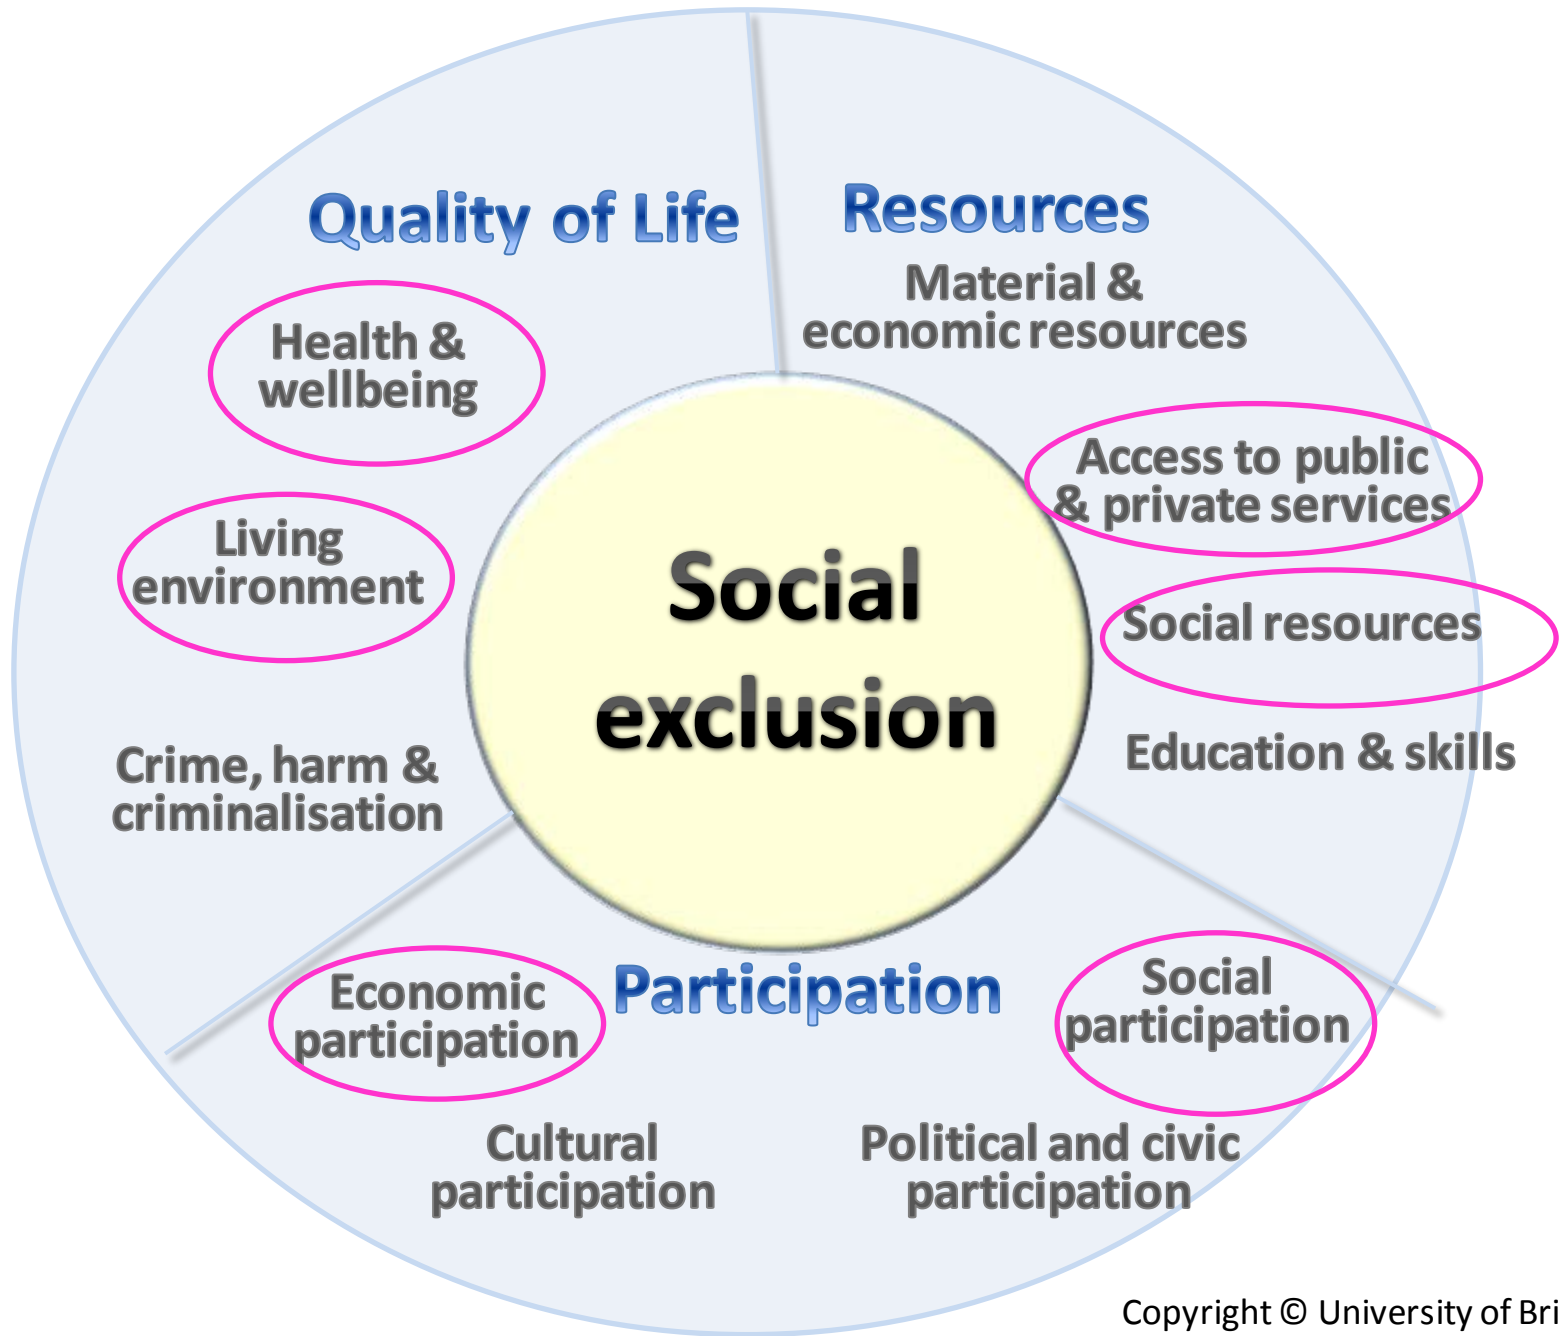 Quality of Life
Health &
wellbeing
Living
environment
Crime, harm &
criminalisation
Resources
Material &
economic resources
Access to public
& private services
Social resources
Education & skills
Social
exclusion
Participation
Economic
participation
Social
participation
Cultural
participation
Political and civic
participation
Copyright © University of Bri